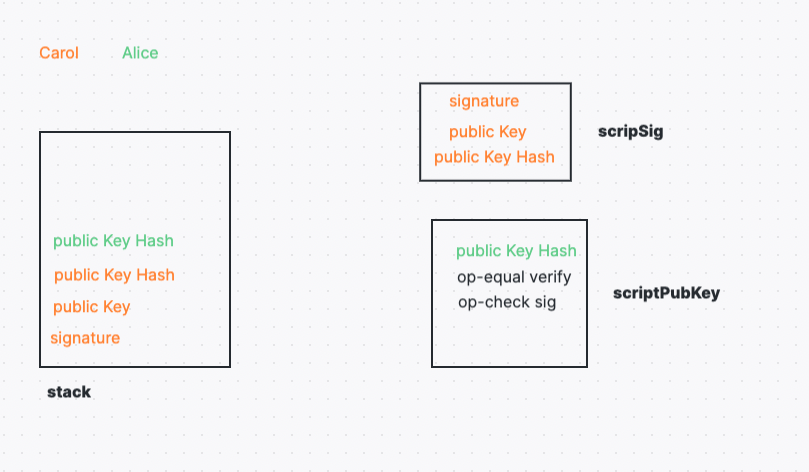 Carol
Alice
signature
public Key
public Key Hash
scripSig
public Key Hash
public Key Hash
public Key
signature
stack
public Key Hash
op-equal verify
op-check sig
scriptPubKey